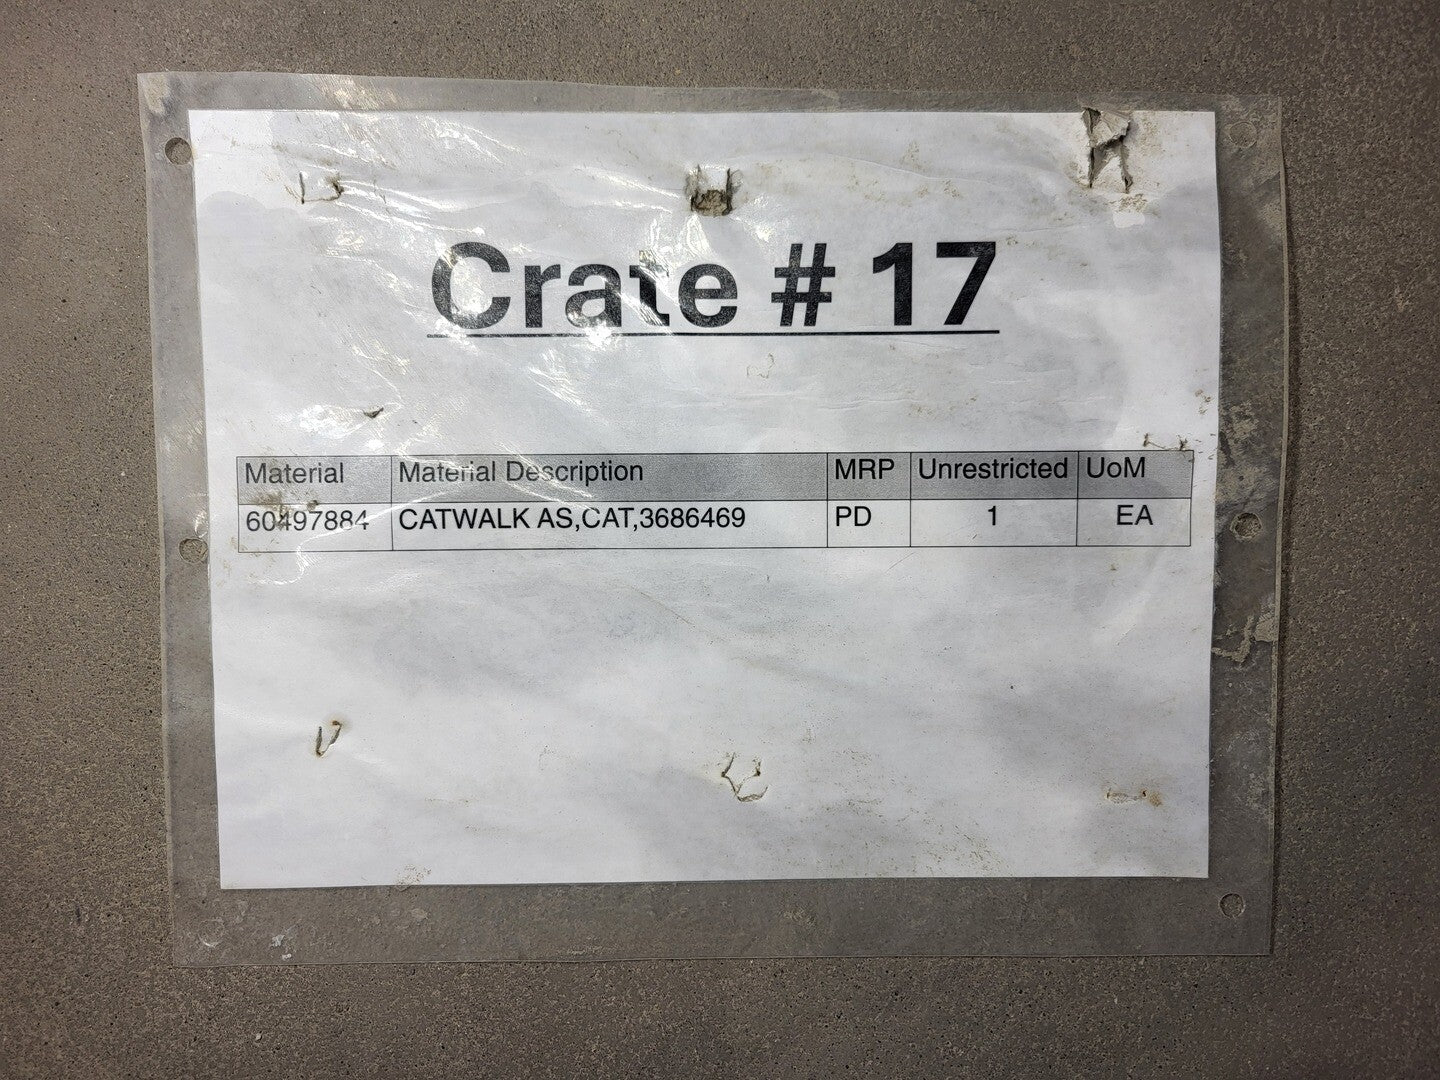 Crate # 17
Material Material Description MRP Unrestricted UoM
60497884 CATWALK AS,CAT,3686469 PD 1 EA